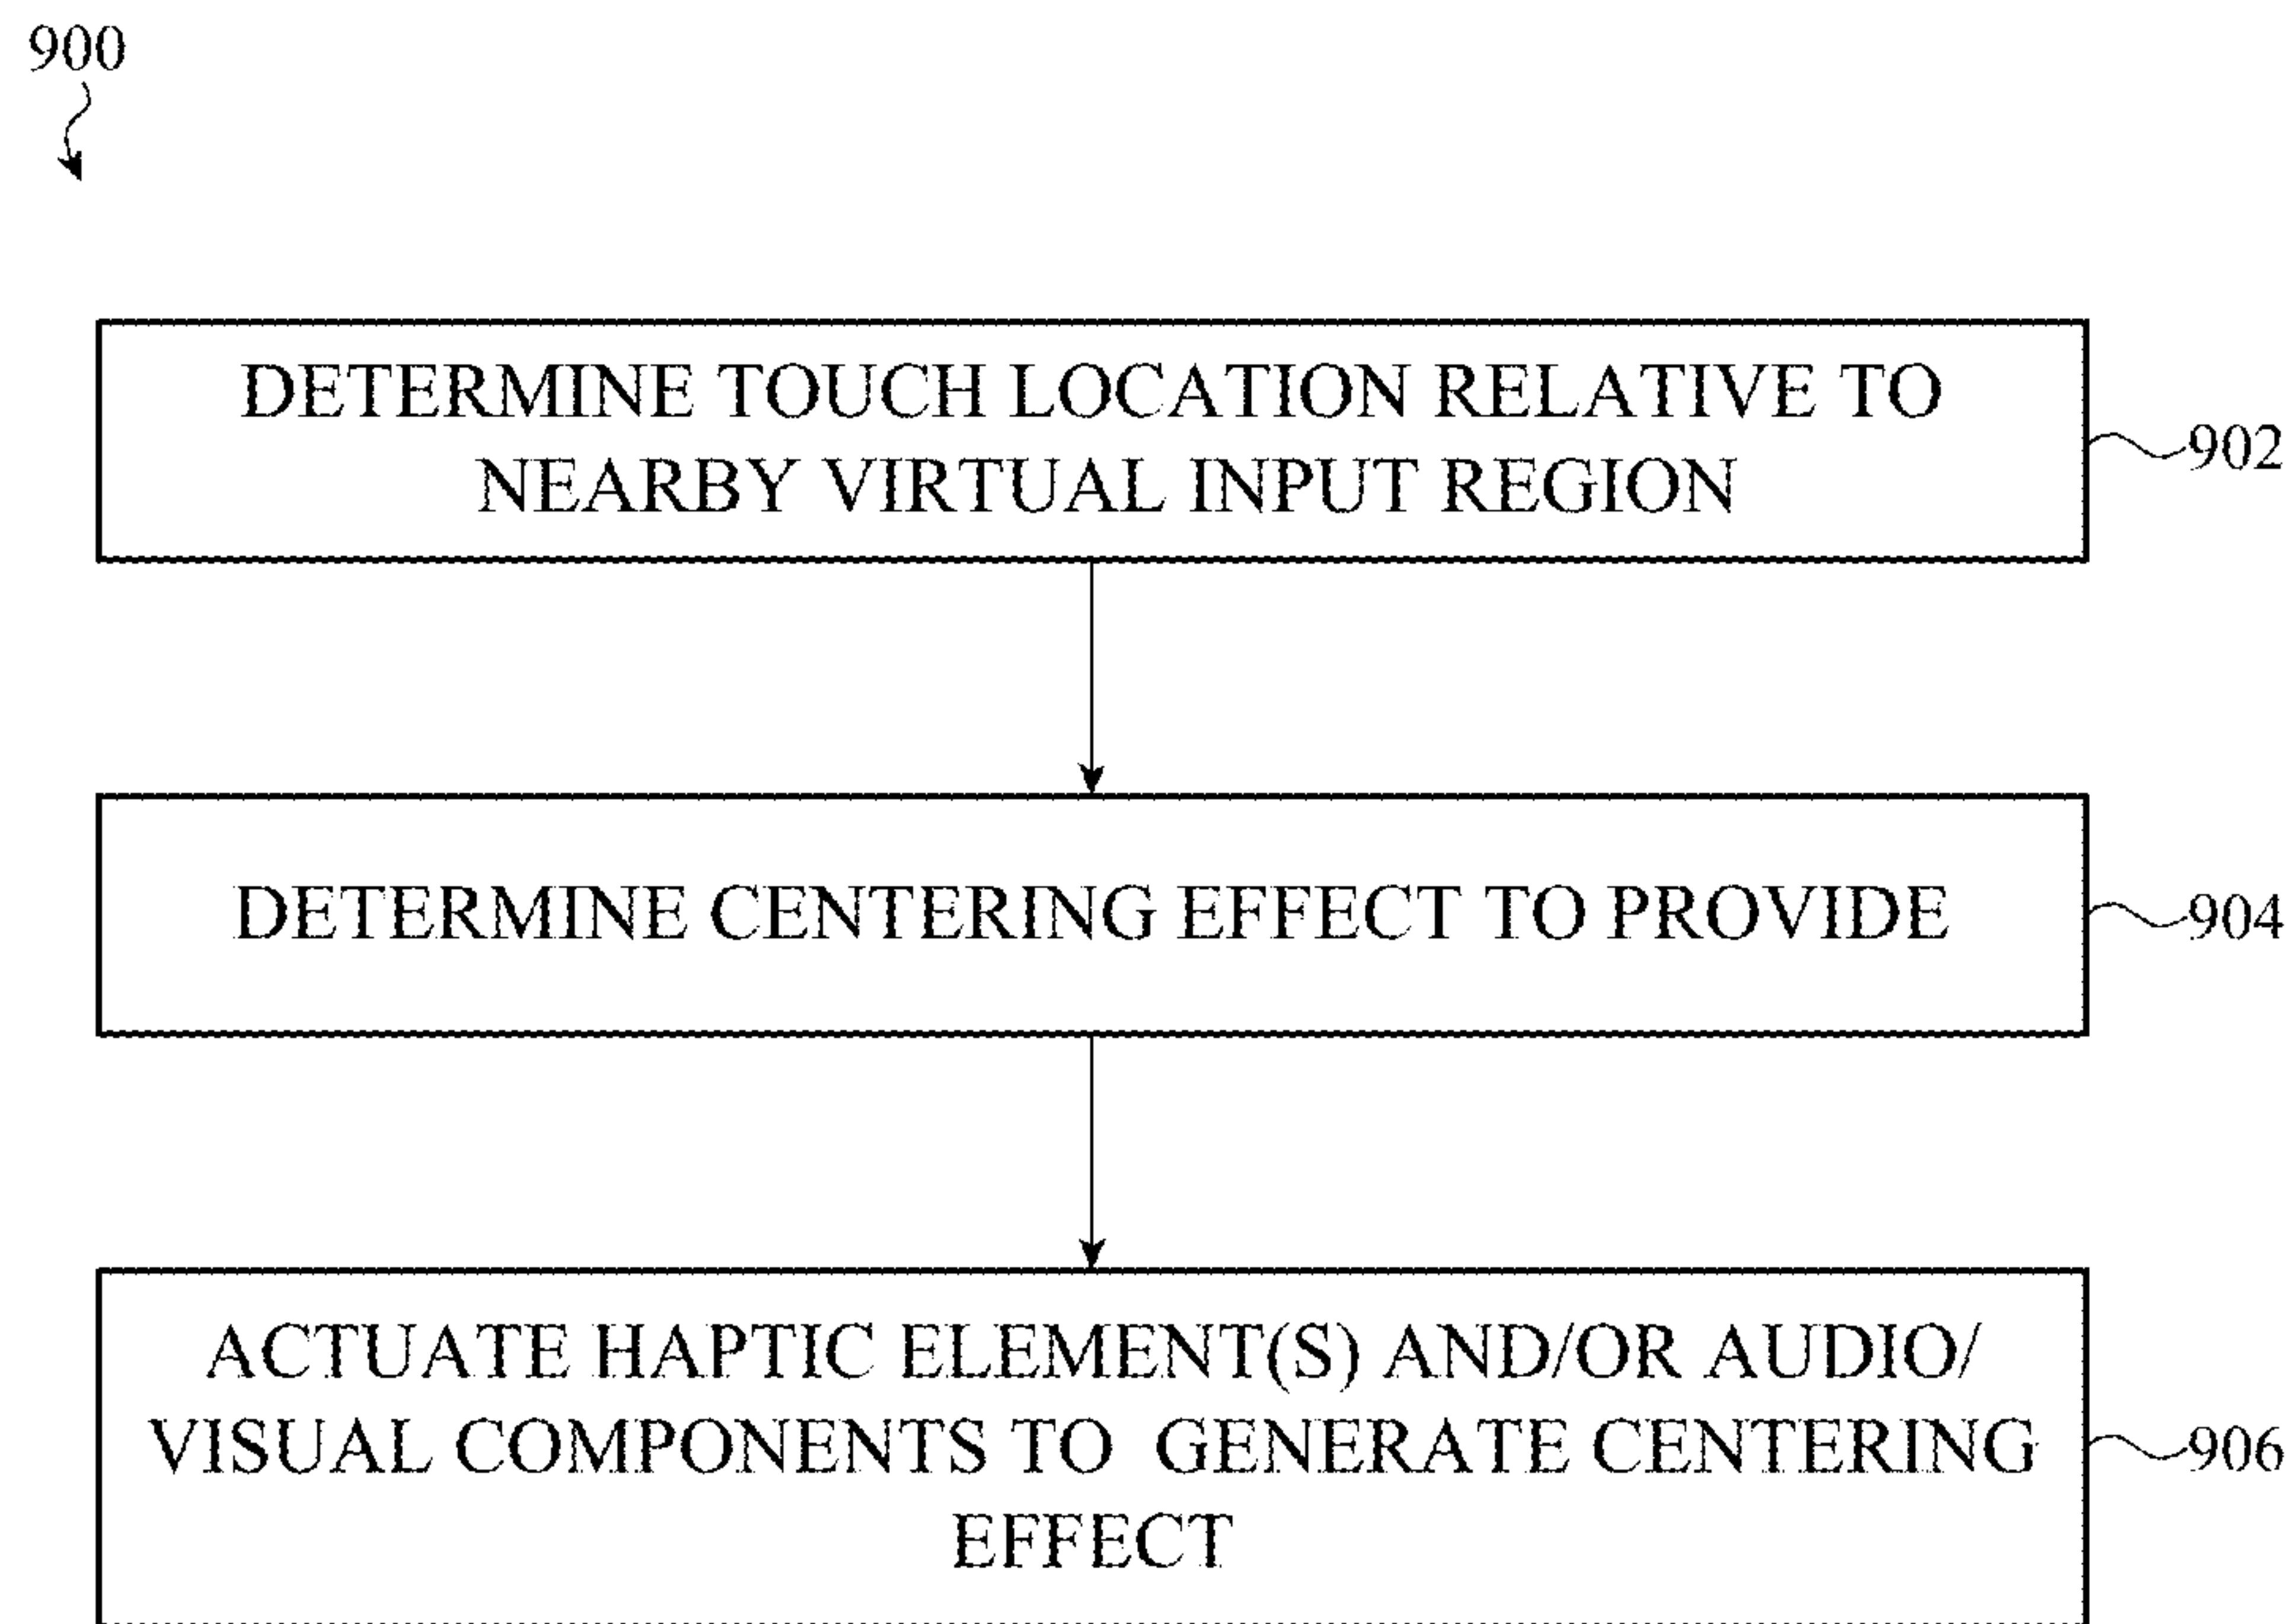 900
DETERMINE TOUCH LOCATION RELATIVE TO
NEARBY VIRTUAL INPUT REGION
902
DETERMINE CENTERING EFFECT TO PROVIDE
904
ACTUATE HAPTIC ELEMENT(S) AND/OR AUDIO/
VISUAL COMPONENTS TO GENERATE CENTERING
EFFECT
906